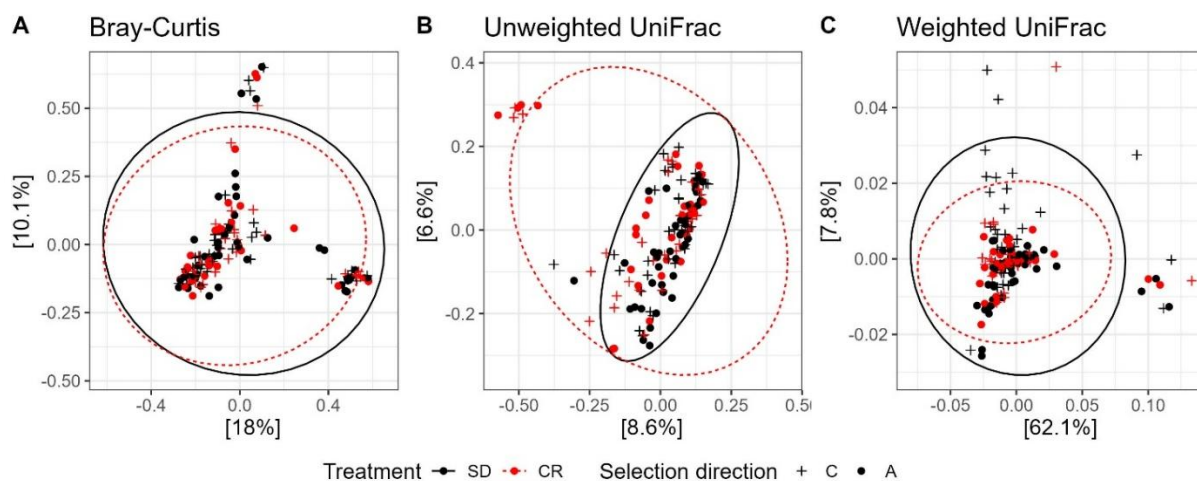 A Bray-Curtis
B Unweighted UniFrac
C Weighted UniFrac
0.50
0.25
0.00
-0.25
-0.50
[10.1%]
-0.4 0.0 0.4
[18%]
0.4
0.2
0.0
-0.2
[6.6%]
-0.50 -0.25 0.00 0.25 0.50
[8.6%]
0.04
0.02
0.00
-0.02
[7.8%]
-0.05 0.00 0.05 0.10
[62.1%]
Treatment SD CR Selection direction C A